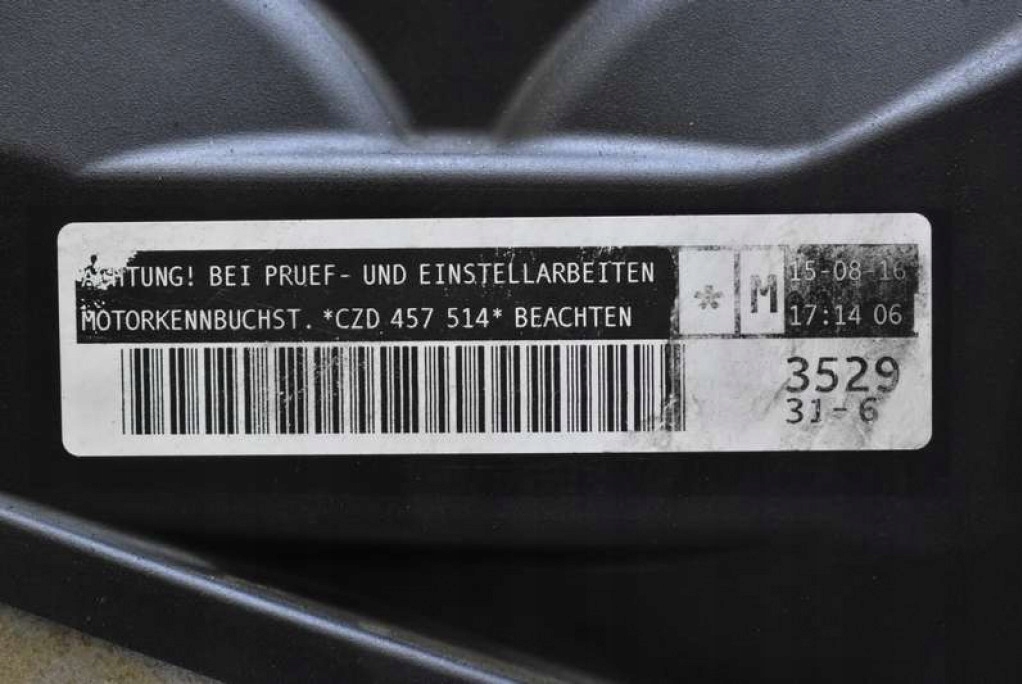 ACHTUNG! BEI PRUEF- UND EINSTELLARBEITEN
MOTORKENNBUCHST. *CZD 457 514* BEACHTEN
* M
15-08-16
17:14 06
3529
31-6